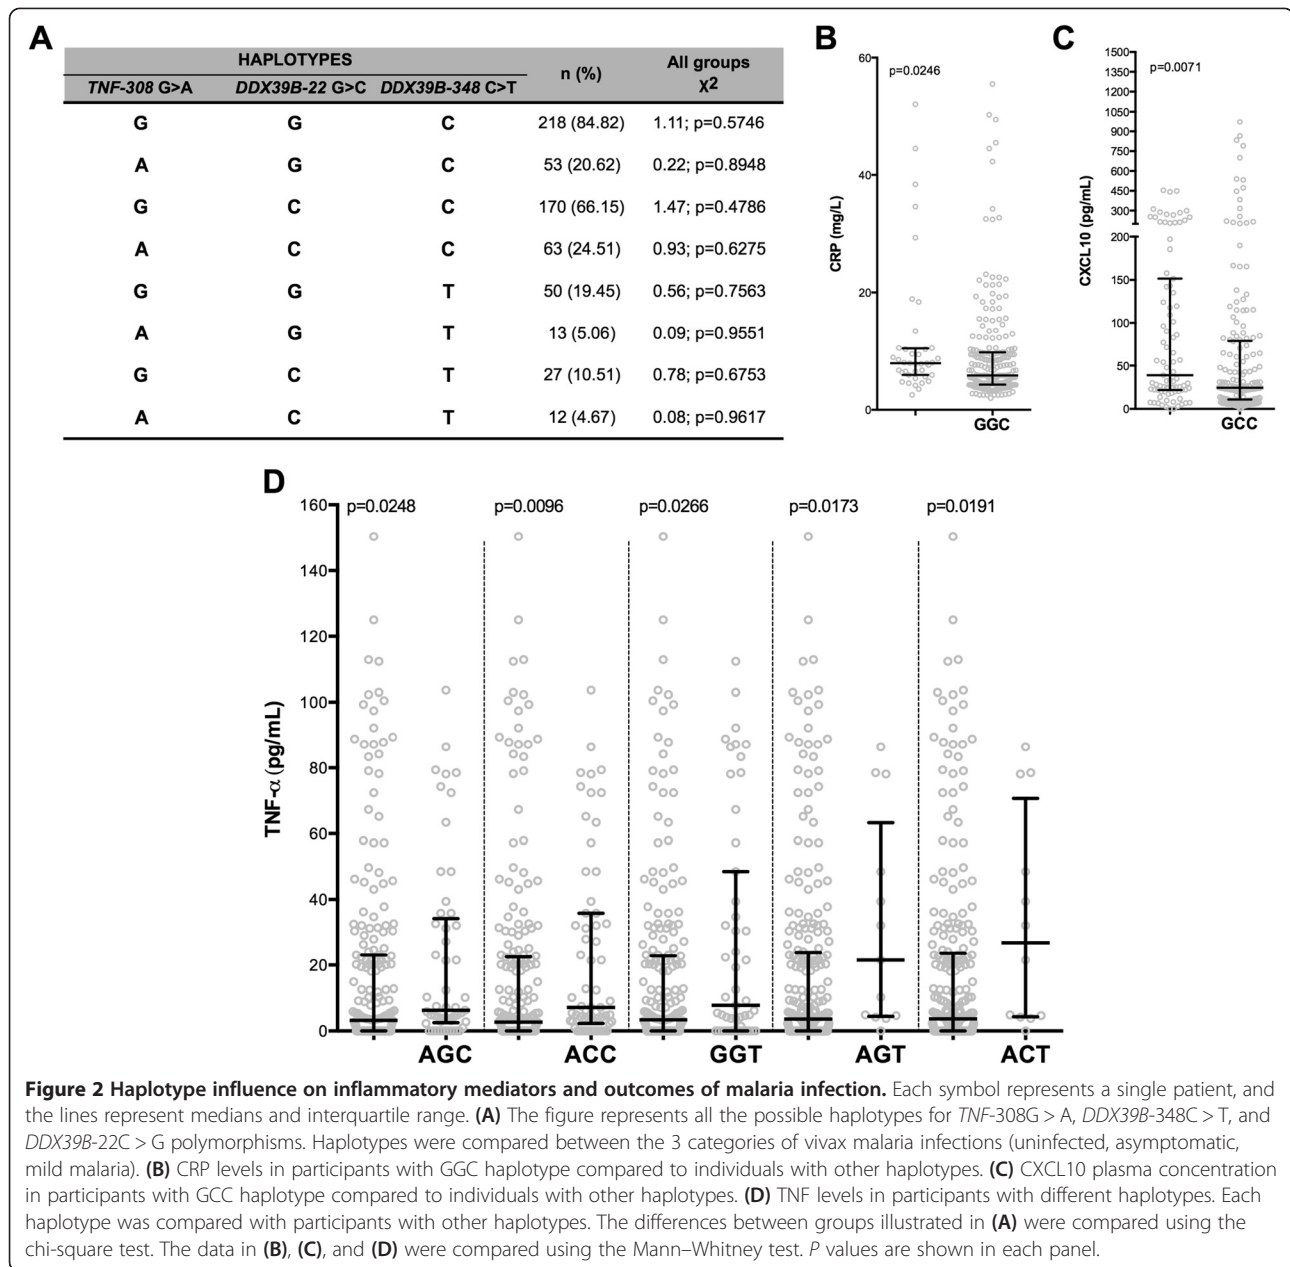 A
HAPLOTYPES n (%) All groups χ2
TNF-308 G>A DDX39B-22 G>C DDX39B-348 C>T
G G C 218 (84.82) 1.11; p=0.5746
A G C 53 (20.62) 0.22; p=0.8948
G C C 170 (66.15) 1.47; p=0.4786
A C C 63 (24.51) 0.93; p=0.6275
G G T 50 (19.45) 0.56; p=0.7563
A G T 13 (5.06) 0.09; p=0.9551
G C T 27 (10.51) 0.78; p=0.6753
A C T 12 (4.67) 0.08; p=0.9617
B
p=0.0246
CRP (mg/L)
60
40
20
0
GGC
C
p=0.0071
CXCL10 (pg/mL)
1500
1350
1200
1050
900
750
600
450
300
200
150
100
50
0
GCC
D
p=0.0248 p=0.0096 p=0.0266 p=0.0173 p=0.0191
TNF-α (pg/mL)
160
140
120
100
80
60
40
20
0
AGC ACC GGT AGT ACT
Figure 2 Haplotype influence on inflammatory mediators and outcomes of malaria infection. Each symbol represents a single patient, and
the lines represent medians and interquartile range. (A) The figure represents all the possible haplotypes for TNF-308G > A, DDX39B-348C > T, and
DDX39B-22C > G polymorphisms. Haplotypes were compared between the 3 categories of vivax malaria infections (uninfected, asymptomatic,
mild malaria). (B) CRP levels in participants with GGC haplotype compared to individuals with other haplotypes. (C) CXCL10 plasma concentration
in participants with GCC haplotype compared to individuals with other haplotypes. (D) TNF levels in participants with different haplotypes. Each
haplotype was compared with participants with other haplotypes. The differences between groups illustrated in (A) were compared using the
chi-square test. The data in (B), (C), and (D) were compared using the Mann–Whitney test. P values are shown in each panel.